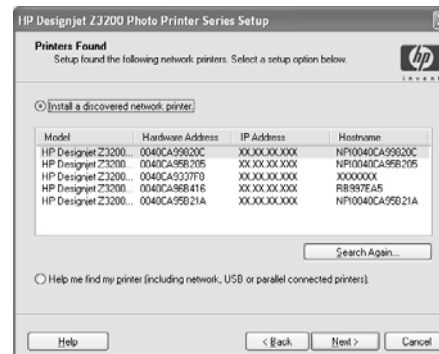 HP Designjet Z3200 Photo Printer Series Setup
Printers Found
Setup found the following network printers. Select a setup option below.
hp
invent
Install a discovered network printer.
Model Hardware Address IP Address Hostname
HP Designjet Z3200... 0040CA99820C XX.XX.XX.XXX NPI0040CA99820C
HP Designjet Z3200... 0040CA95B205 XX.XX.XX.XXX NPI0040CA95B205
HP Designjet Z3200... 0040CA9337F8 XX.XX.XX.XXX XXXXXXX
HP Designjet Z3200... 0040CA96B416 XX.XX.XX.XXX RB997EA5
HP Designjet Z3200... 0040CA95B21A XX.XX.XX.XXX NPI0040CA95B21A
Search Again...
Help me find my printer (including network, USB or parallel connected printers).
Help < Back Next > Cancel